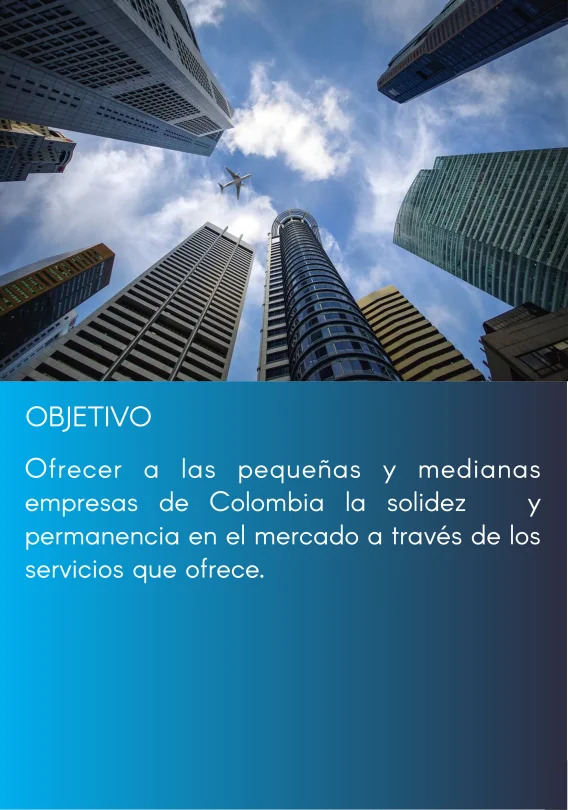 OBJETIVO
Ofrecer a las pequeñas y medianas
empresas de Colombia la solidez y
permanencia en el mercado a través de los
servicios que ofrece.